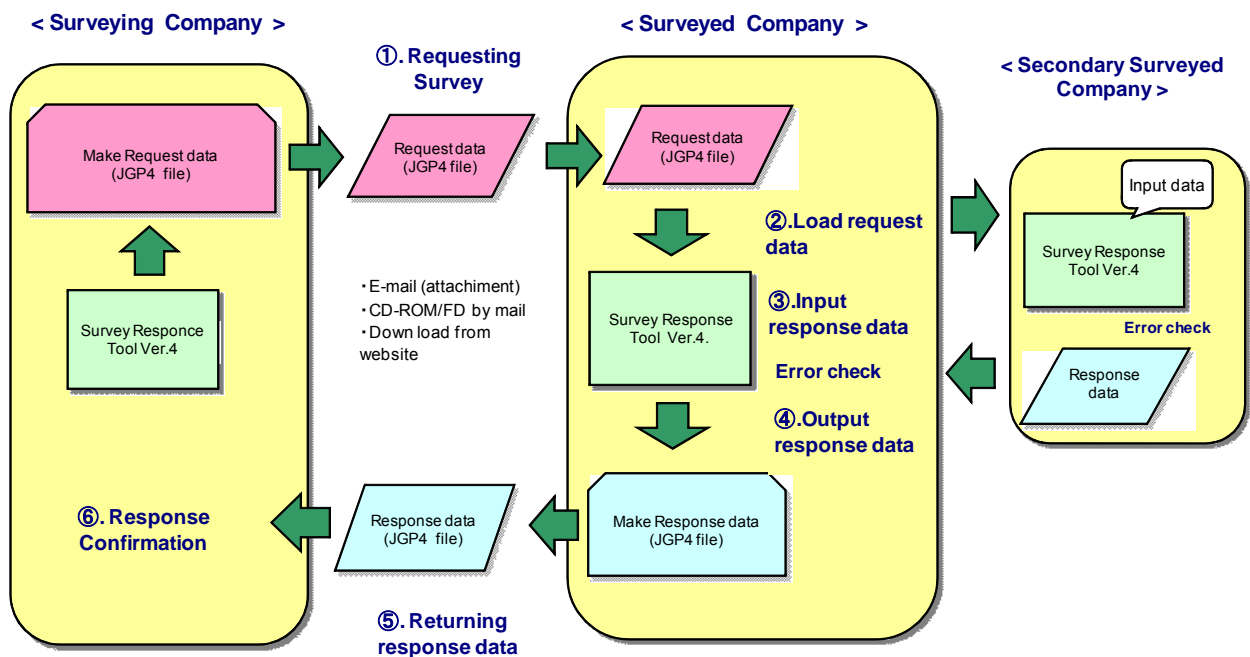 < Surveying Company >
< Surveyed Company >
①. Requesting
Survey
< Secondary Surveyed
Company >
Make Request data
(JGP4 file)
Request data
(JGP4 file)
Request data
(JGP4 file)
Input data
②.Load request
data
Survey Response
Tool Ver.4
・E-mail (attachiment)
・CD-ROM/FD by mail
・Down load from
website
Survey Responce
Tool Ver.4
Survey Response
Tool Ver.4.
③.Input
response data
Error check
Error check
Response
data
④.Output
response data
⑥. Response
Confirmation
Response data
(JGP4 file)
Make Response data
(JGP4 file)
⑤. Returning
response data